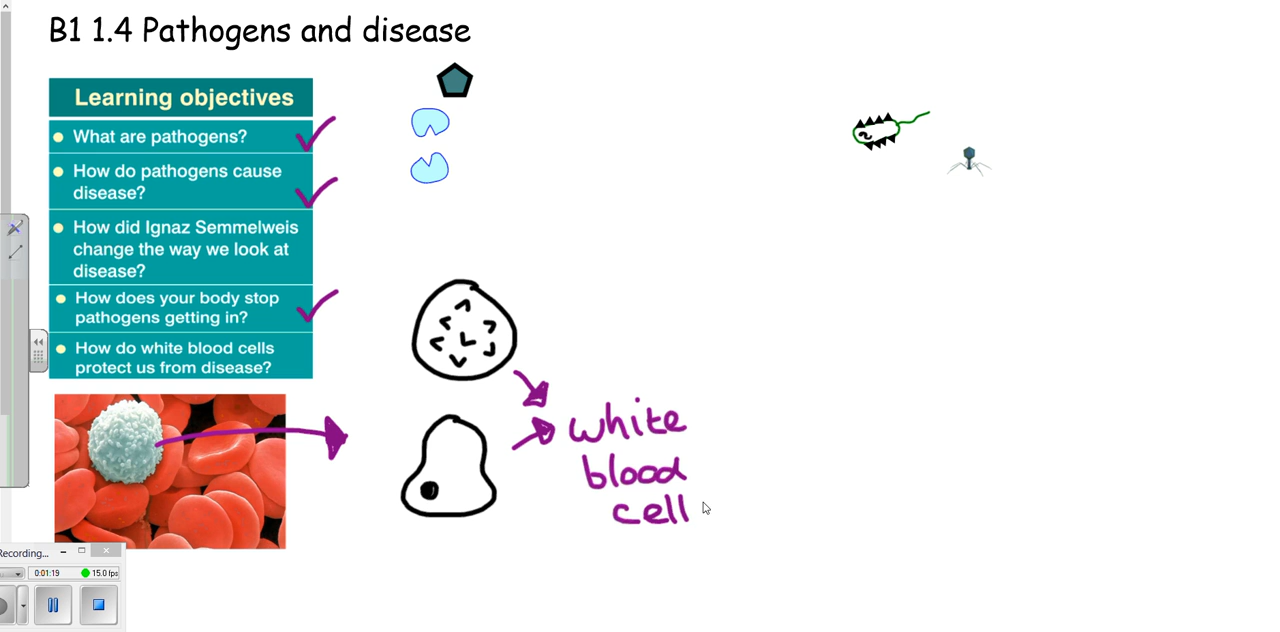 B1 1.4 Pathogens and disease
Learning objectives
What are pathogens?
How do pathogens cause
disease?
How did Ignaz Semmelweis
change the way we look at
disease?
How does your body stop
pathogens getting in?
How do white blood cells
protect us from disease?
white
blood
cell
Recording...
0:01:19
15.0 fps